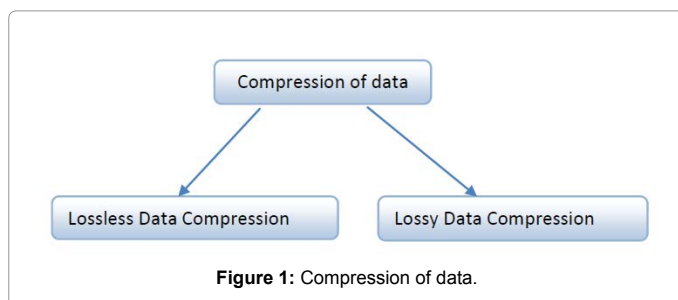 Compression of data
Lossless Data Compression
Lossy Data Compression
Figure 1: Compression of data.